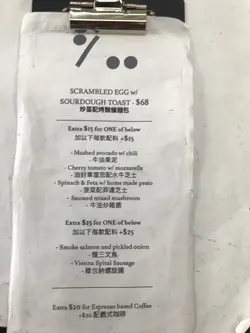 SCRAMBLED EGG w/
SOURDOUGH TOAST - $68
炒蛋配烤酸種麵包
Extra $15 for ONE of below
加以下每款配料 +$15
- Mashed avocado w/ chili
- 牛油果泥
- Cherry tomato w/ mozzarella
- 油封車厘茄配水牛芝士
- Spinach & Feta w/ home made pesto
- 菠菜配菲達芝士
- Sauteed mixed mushroom
- 牛油炒雜菌
Extra $25 for ONE of below
加以下每款配料 +$25
- Smoke salmon and pickled onion
- 煙三文魚
- Vienna Spiral Sausage
- 維也納螺旋腸
Extra $20 for Espresso based Coffee
+$20 配意式咖啡